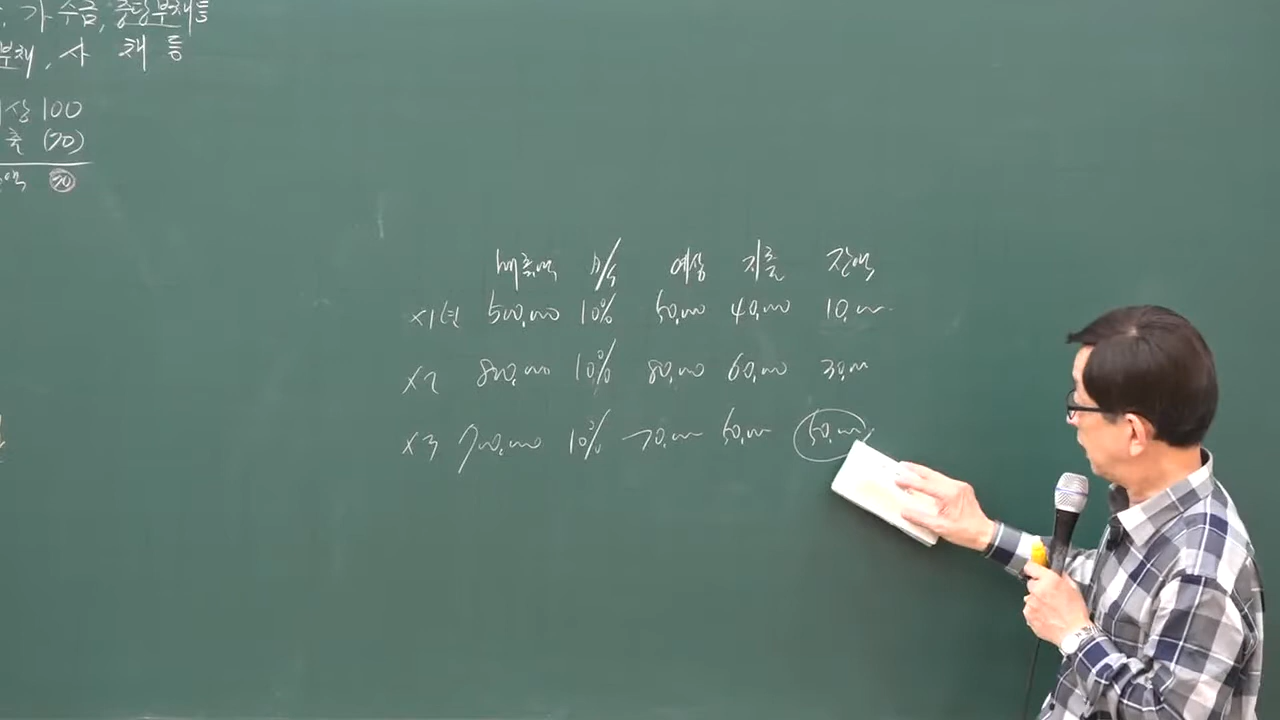 가수금, 충당부채 등
부채, 사 채 등
상 100
축 (70)
액 30
매출액 A/S 예상 지출 잔액
x1년 500,000 10% 50,000 40,000 10,000
x2 800,000 10% 80,000 60,000 30,000
x3 700,000 10% 70,000 50,000 50,000